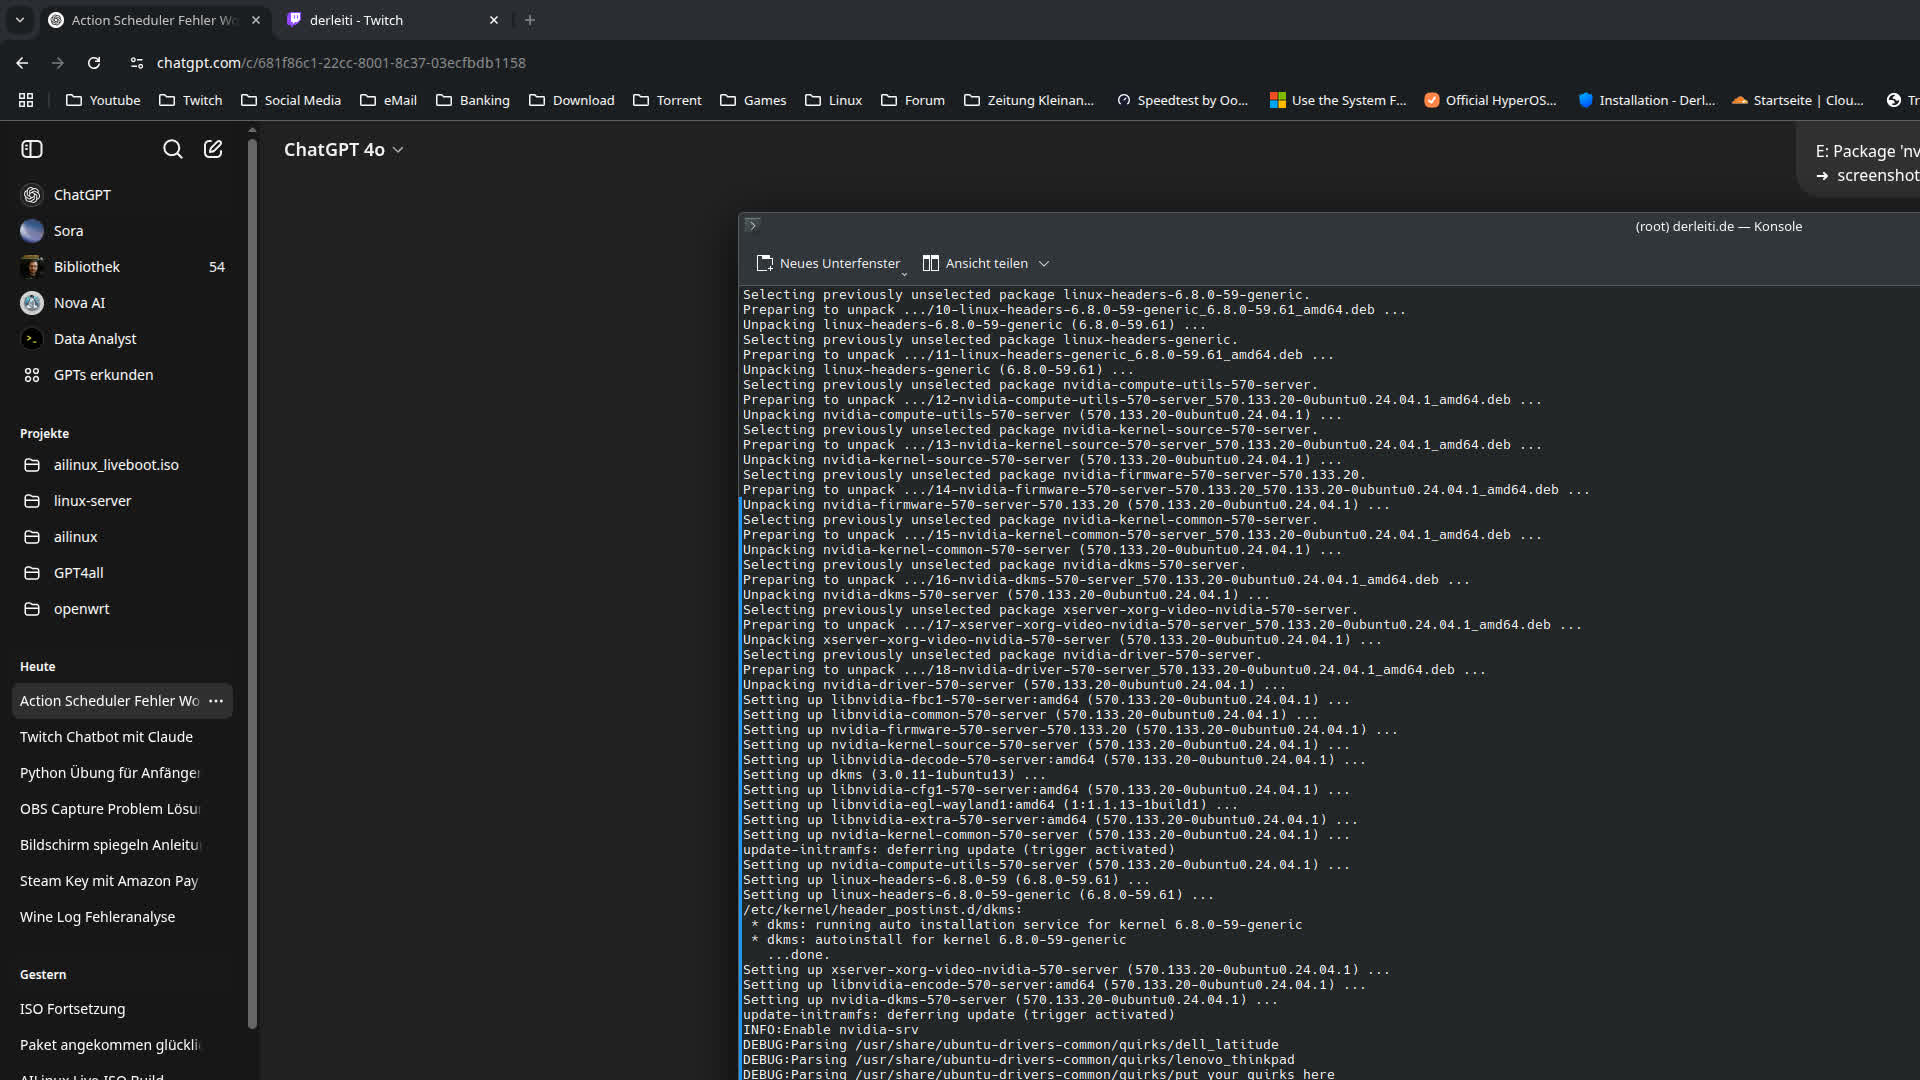 Action Scheduler Fehler Wo
derleiti - Twitch
chatgpt.com/c/681f86c1-22cc-8001-8c37-03ecfbdb1158
Youtube Twitch Social Media eMail Banking Download Torrent Games Linux Forum Zeitung Kleinan... Speedtest by Oo... Use the System F... Official HyperOS... Installation - Derl... Startseite | Clou... Tr
ChatGPT 4o
E: Package 'nv
➜ screenshot
ChatGPT
Sora
Bibliothek 54
Nova AI
Data Analyst
GPTs erkunden
Projekte
ailinux_liveboot.iso
linux-server
ailinux
GPT4all
openwrt
Heute
Action Scheduler Fehler Wo
Twitch Chatbot mit Claude
Python Übung für Anfänger
OBS Capture Problem Lösu
Bildschirm spiegeln Anleitu
Steam Key mit Amazon Pay
Wine Log Fehleranalyse
Gestern
ISO Fortsetzung
Paket angekommen glückli
AILinux Live ISO Build
(root) derleiti.de — Konsole
Neues Unterfenster Ansicht teilen
Selecting previously unselected package linux-headers-6.8.0-59-generic.
Preparing to unpack .../10-linux-headers-6.8.0-59-generic_6.8.0-59.61_amd64.deb ...
Unpacking linux-headers-6.8.0-59-generic (6.8.0-59.61) ...
Selecting previously unselected package linux-headers-generic.
Preparing to unpack .../11-linux-headers-generic_6.8.0-59.61_amd64.deb ...
Unpacking linux-headers-generic (6.8.0-59.61) ...
Selecting previously unselected package nvidia-compute-utils-570-server.
Preparing to unpack .../12-nvidia-compute-utils-570-server_570.133.20-0ubuntu0.24.04.1_amd64.deb ...
Unpacking nvidia-compute-utils-570-server (570.133.20-0ubuntu0.24.04.1) ...
Selecting previously unselected package nvidia-kernel-source-570-server.
Preparing to unpack .../13-nvidia-kernel-source-570-server_570.133.20-0ubuntu0.24.04.1_amd64.deb ...
Unpacking nvidia-kernel-source-570-server (570.133.20-0ubuntu0.24.04.1) ...
Selecting previously unselected package nvidia-firmware-570-server-570.133.20.
Preparing to unpack .../14-nvidia-firmware-570-server-570.133.20_570.133.20-0ubuntu0.24.04.1_amd64.deb ...
Unpacking nvidia-firmware-570-server-570.133.20 (570.133.20-0ubuntu0.24.04.1) ...
Selecting previously unselected package nvidia-kernel-common-570-server.
Preparing to unpack .../15-nvidia-kernel-common-570-server_570.133.20-0ubuntu0.24.04.1_amd64.deb ...
Unpacking nvidia-kernel-common-570-server (570.133.20-0ubuntu0.24.04.1) ...
Selecting previously unselected package nvidia-dkms-570-server.
Preparing to unpack .../16-nvidia-dkms-570-server_570.133.20-0ubuntu0.24.04.1_amd64.deb ...
Unpacking nvidia-dkms-570-server (570.133.20-0ubuntu0.24.04.1) ...
Selecting previously unselected package xserver-xorg-video-nvidia-570-server.
Preparing to unpack .../17-xserver-xorg-video-nvidia-570-server_570.133.20-0ubuntu0.24.04.1_amd64.deb ...
Unpacking xserver-xorg-video-nvidia-570-server (570.133.20-0ubuntu0.24.04.1) ...
Selecting previously unselected package nvidia-driver-570-server.
Preparing to unpack .../18-nvidia-driver-570-server_570.133.20-0ubuntu0.24.04.1_amd64.deb ...
Unpacking nvidia-driver-570-server (570.133.20-0ubuntu0.24.04.1) ...
Setting up libnvidia-fbc1-570-server:amd64 (570.133.20-0ubuntu0.24.04.1) ...
Setting up libnvidia-common-570-server (570.133.20-0ubuntu0.24.04.1) ...
Setting up nvidia-firmware-570-server-570.133.20 (570.133.20-0ubuntu0.24.04.1) ...
Setting up nvidia-kernel-source-570-server (570.133.20-0ubuntu0.24.04.1) ...
Setting up libnvidia-decode-570-server:amd64 (570.133.20-0ubuntu0.24.04.1) ...
Setting up dkms (3.0.11-1ubuntu13) ...
Setting up libnvidia-cfg1-570-server:amd64 (570.133.20-0ubuntu0.24.04.1) ...
Setting up libnvidia-egl-wayland1:amd64 (1:1.1.13-1build1) ...
Setting up libnvidia-extra-570-server:amd64 (570.133.20-0ubuntu0.24.04.1) ...
Setting up nvidia-kernel-common-570-server (570.133.20-0ubuntu0.24.04.1) ...
update-initramfs: deferring update (trigger activated)
Setting up nvidia-compute-utils-570-server (570.133.20-0ubuntu0.24.04.1) ...
Setting up linux-headers-6.8.0-59 (6.8.0-59.61) ...
Setting up linux-headers-6.8.0-59-generic (6.8.0-59.61) ...
/etc/kernel/header_postinst.d/dkms:
* dkms: running auto installation service for kernel 6.8.0-59-generic
* dkms: autoinstall for kernel 6.8.0-59-generic
...done.
Setting up xserver-xorg-video-nvidia-570-server (570.133.20-0ubuntu0.24.04.1) ...
Setting up libnvidia-encode-570-server:amd64 (570.133.20-0ubuntu0.24.04.1) ...
Setting up nvidia-dkms-570-server (570.133.20-0ubuntu0.24.04.1) ...
update-initramfs: deferring update (trigger activated)
INFO:Enable nvidia-srv
DEBUG:Parsing /usr/share/ubuntu-drivers-common/quirks/dell_latitude
DEBUG:Parsing /usr/share/ubuntu-drivers-common/quirks/lenovo_thinkpad
DEBUG:Parsing /usr/share/ubuntu-drivers-common/quirks/put_your_quirks_here